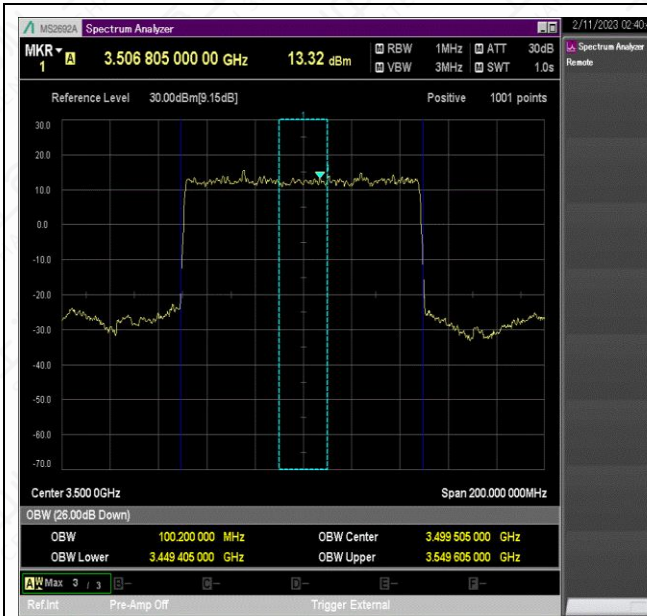 MS2692A Spectrum Analyzer 2/11/2023 02:40:
MKR 1 A 3.506 805 000 00 GHz 13.32 dBm M RBW 1MHz M ATT 30dB
M VBW 3MHz M SWT 1.0s
Spectrum Analyzer
Remote
Reference Level 30.00dBm[9.15dB] Positive 1001 points
30.0
20.0
10.0
0.0
-10.0
-20.0
-30.0
-40.0
-50.0
-60.0
-70.0
Center 3.500 0GHz Span 200.000 000MHz
OBW (26.00dB Down)
OBW 100.200 000 MHz OBW Center 3.499 505 000 GHz
OBW Lower 3.449 405 000 GHz OBW Upper 3.549 605 000 GHz
A W Max 3 / 3 B- C- D- E- F-
Ref.Int Pre-Amp Off Trigger External